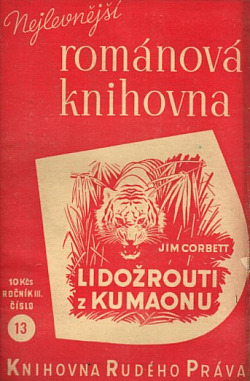 Nejlevnější
románová
knihovna
JIM CORBETT
LIDOŽROUTI
z KUMAONU
10 Kčs
ROČNÍK III.
ČÍSLO
13
KNIHOVNA RUDÉHO PRÁVA